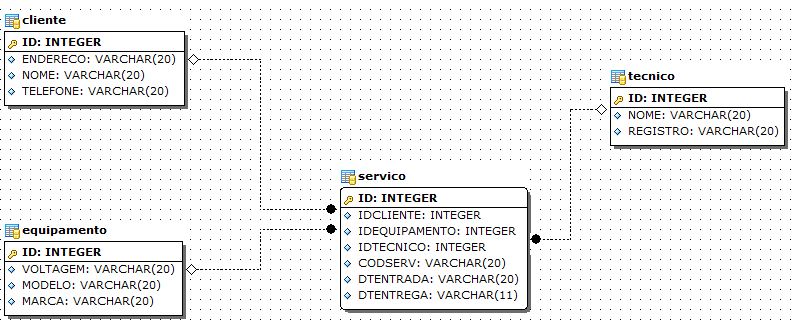 cliente
ID: INTEGER
ENDERECO: VARCHAR(20)
NOME: VARCHAR(20)
TELEFONE: VARCHAR(20)
tecnico
ID: INTEGER
NOME: VARCHAR(20)
REGISTRO: VARCHAR(20)
servico
ID: INTEGER
IDCLIENTE: INTEGER
IDEQUIPAMENTO: INTEGER
IDTECNICO: INTEGER
CODSERV: VARCHAR(20)
DTENTRADA: VARCHAR(20)
DTENTREGA: VARCHAR(11)
equipamento
ID: INTEGER
VOLTAGEM: VARCHAR(20)
MODELO: VARCHAR(20)
MARCA: VARCHAR(20)